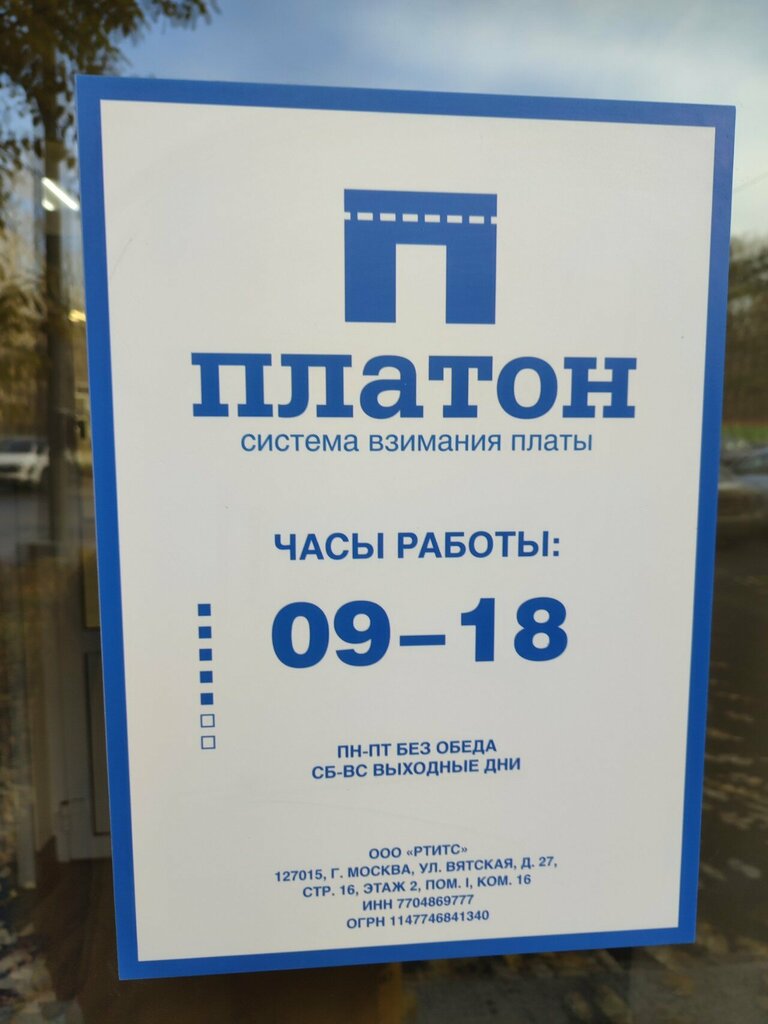 ПЛАТОН
система взимания платы
ЧАСЫ РАБОТЫ:
09–18
ПН-ПТ БЕЗ ОБЕДА
СБ-ВС ВЫХОДНЫЕ ДНИ
ООО «РТИТС»
127015, Г. МОСКВА, УЛ. ВЯТСКАЯ, Д. 27,
СТР. 16, ЭТАЖ 2, ПОМ. I, КОМ. 16
ИНН 7704869777
ОГРН 1147746841340